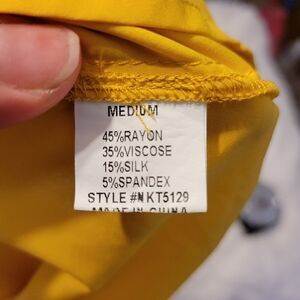 MEDIUM
45%RAYON
35%VISCOSE
15%SILK
5%SPANDEX
STYLE #NKT5129
MADE IN CHINA